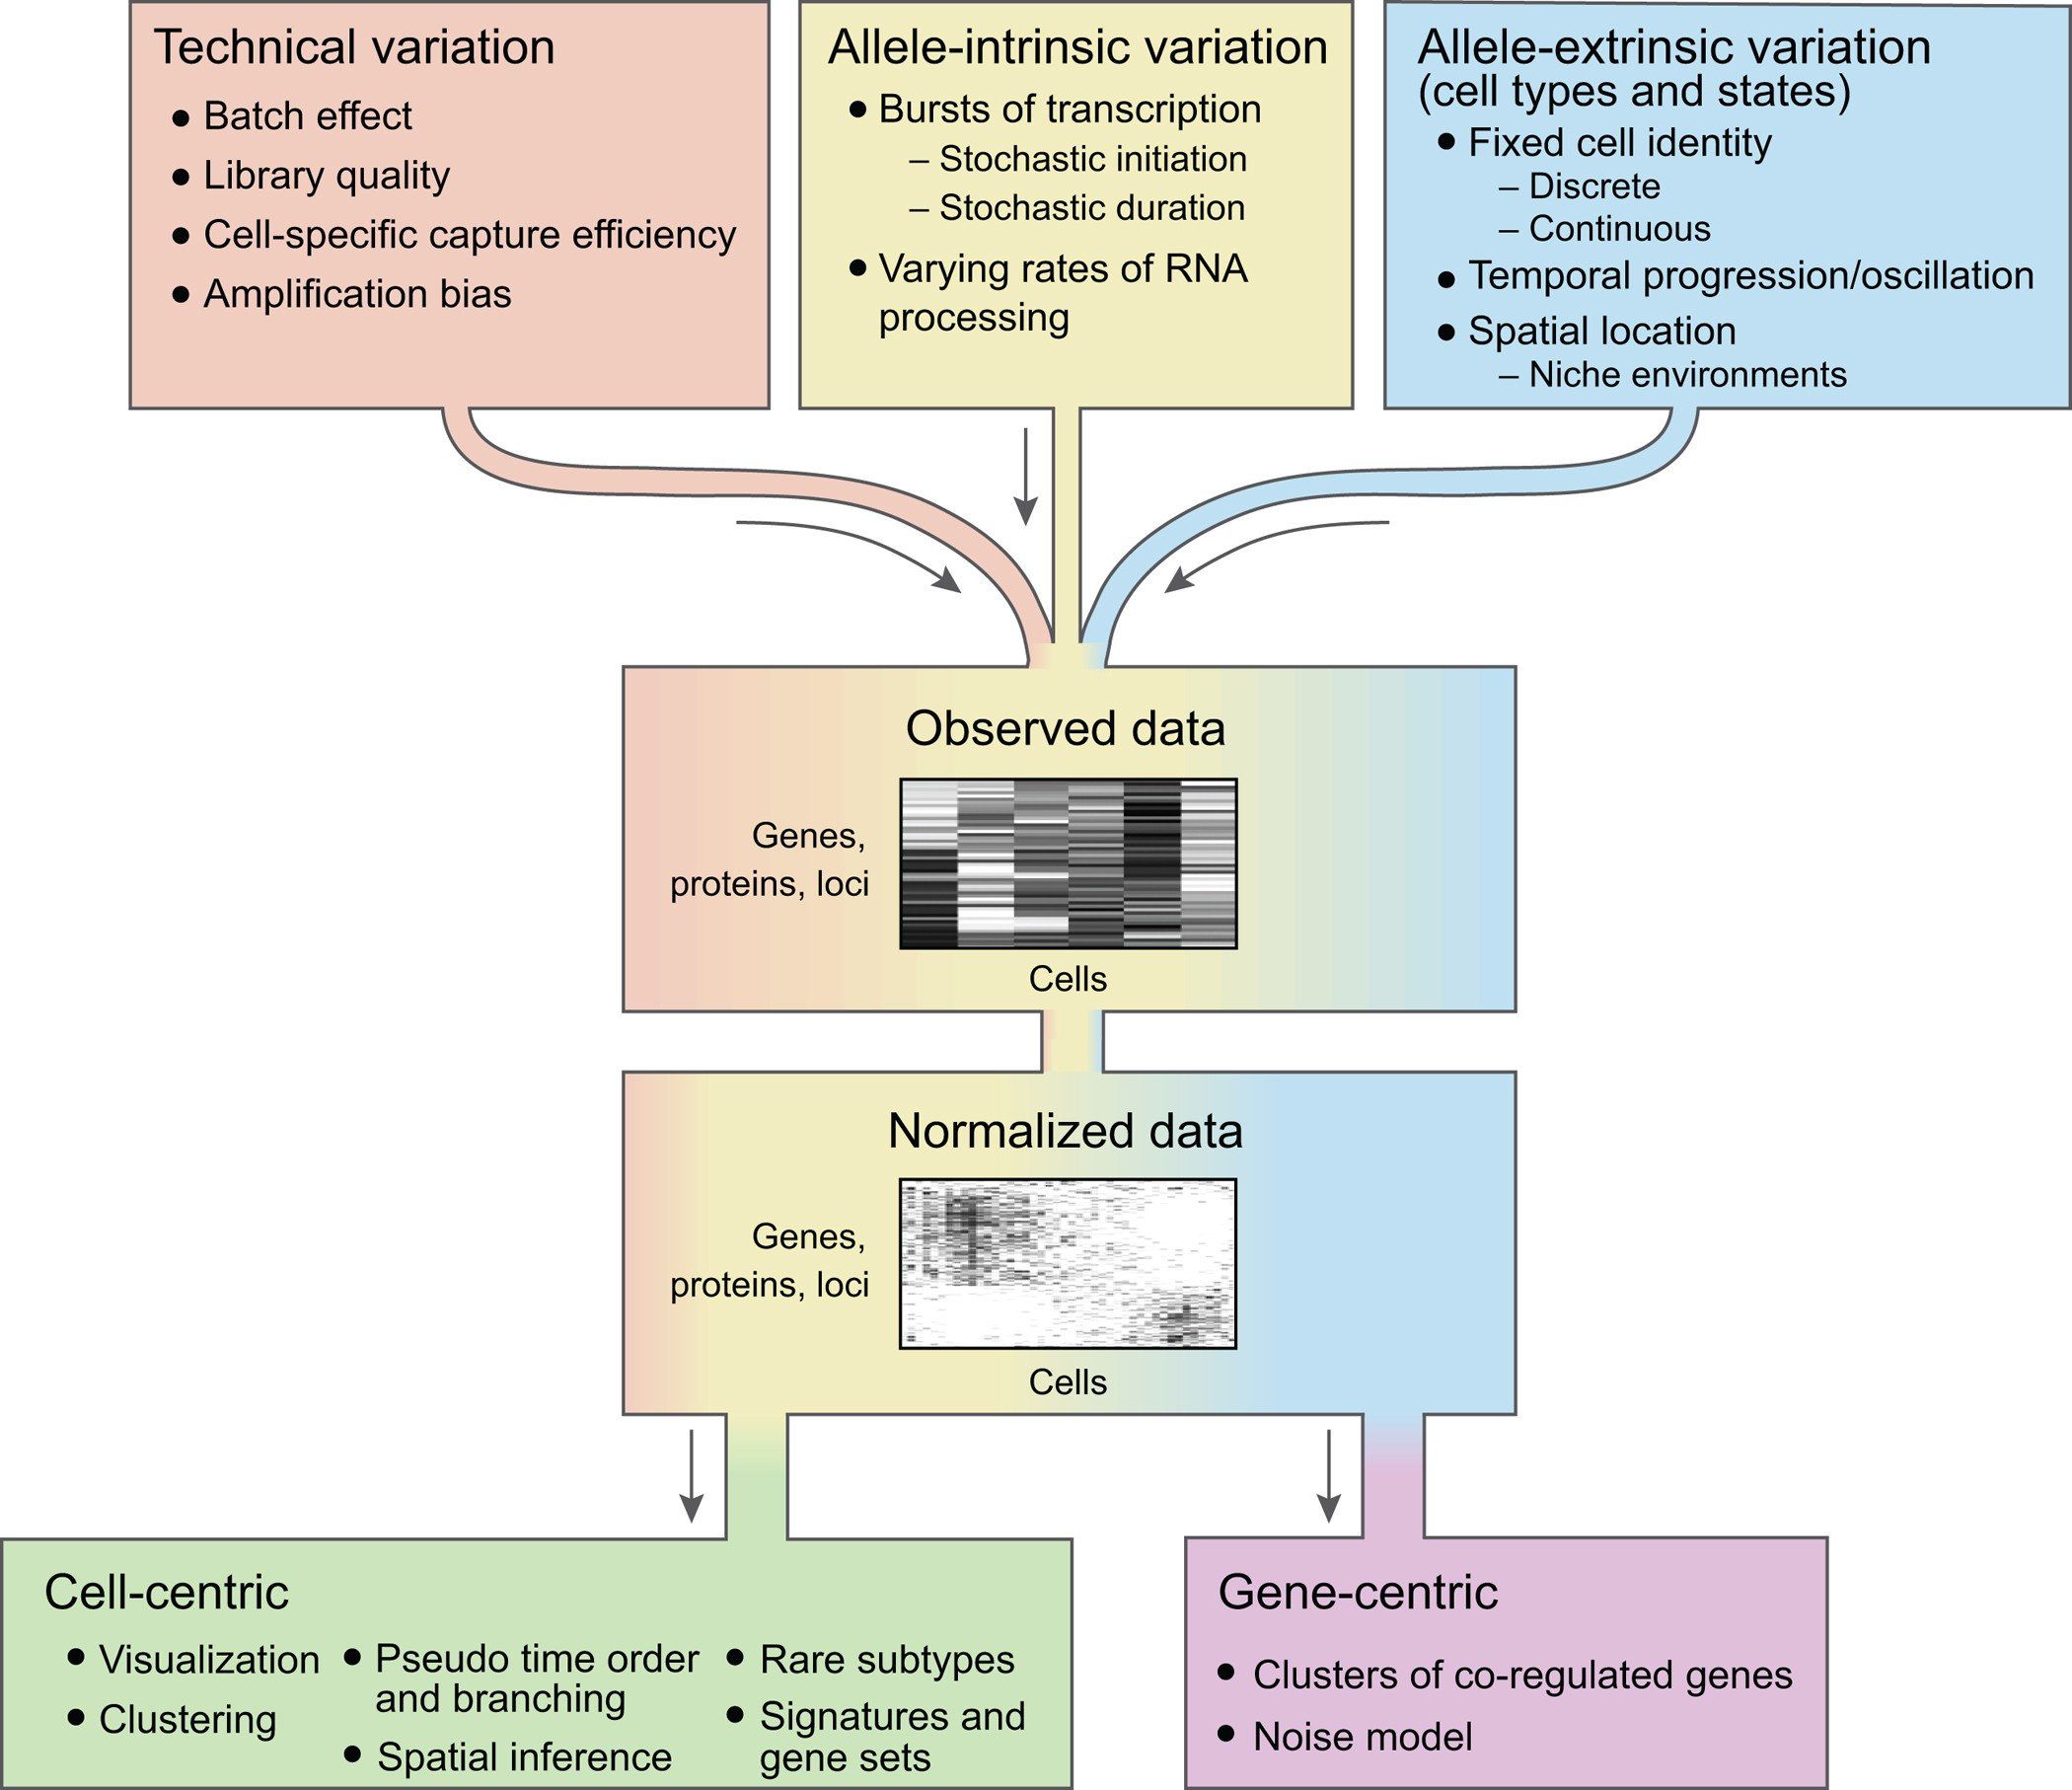 Technical variation
● Batch effect
● Library quality
● Cell-specific capture efficiency
● Amplification bias
Allele-intrinsic variation
● Bursts of transcription
– Stochastic initiation
– Stochastic duration
● Varying rates of RNA
processing
Allele-extrinsic variation
(cell types and states)
● Fixed cell identity
– Discrete
– Continuous
● Temporal progression/oscillation
● Spatial location
– Niche environments
Observed data
Genes,
proteins, loci
Cells
Normalized data
Genes,
proteins, loci
Cells
Cell-centric
● Visualization
● Clustering
● Pseudo time order
and branching
● Spatial inference
● Rare subtypes
● Signatures and
gene sets
Gene-centric
● Clusters of co-regulated genes
● Noise model